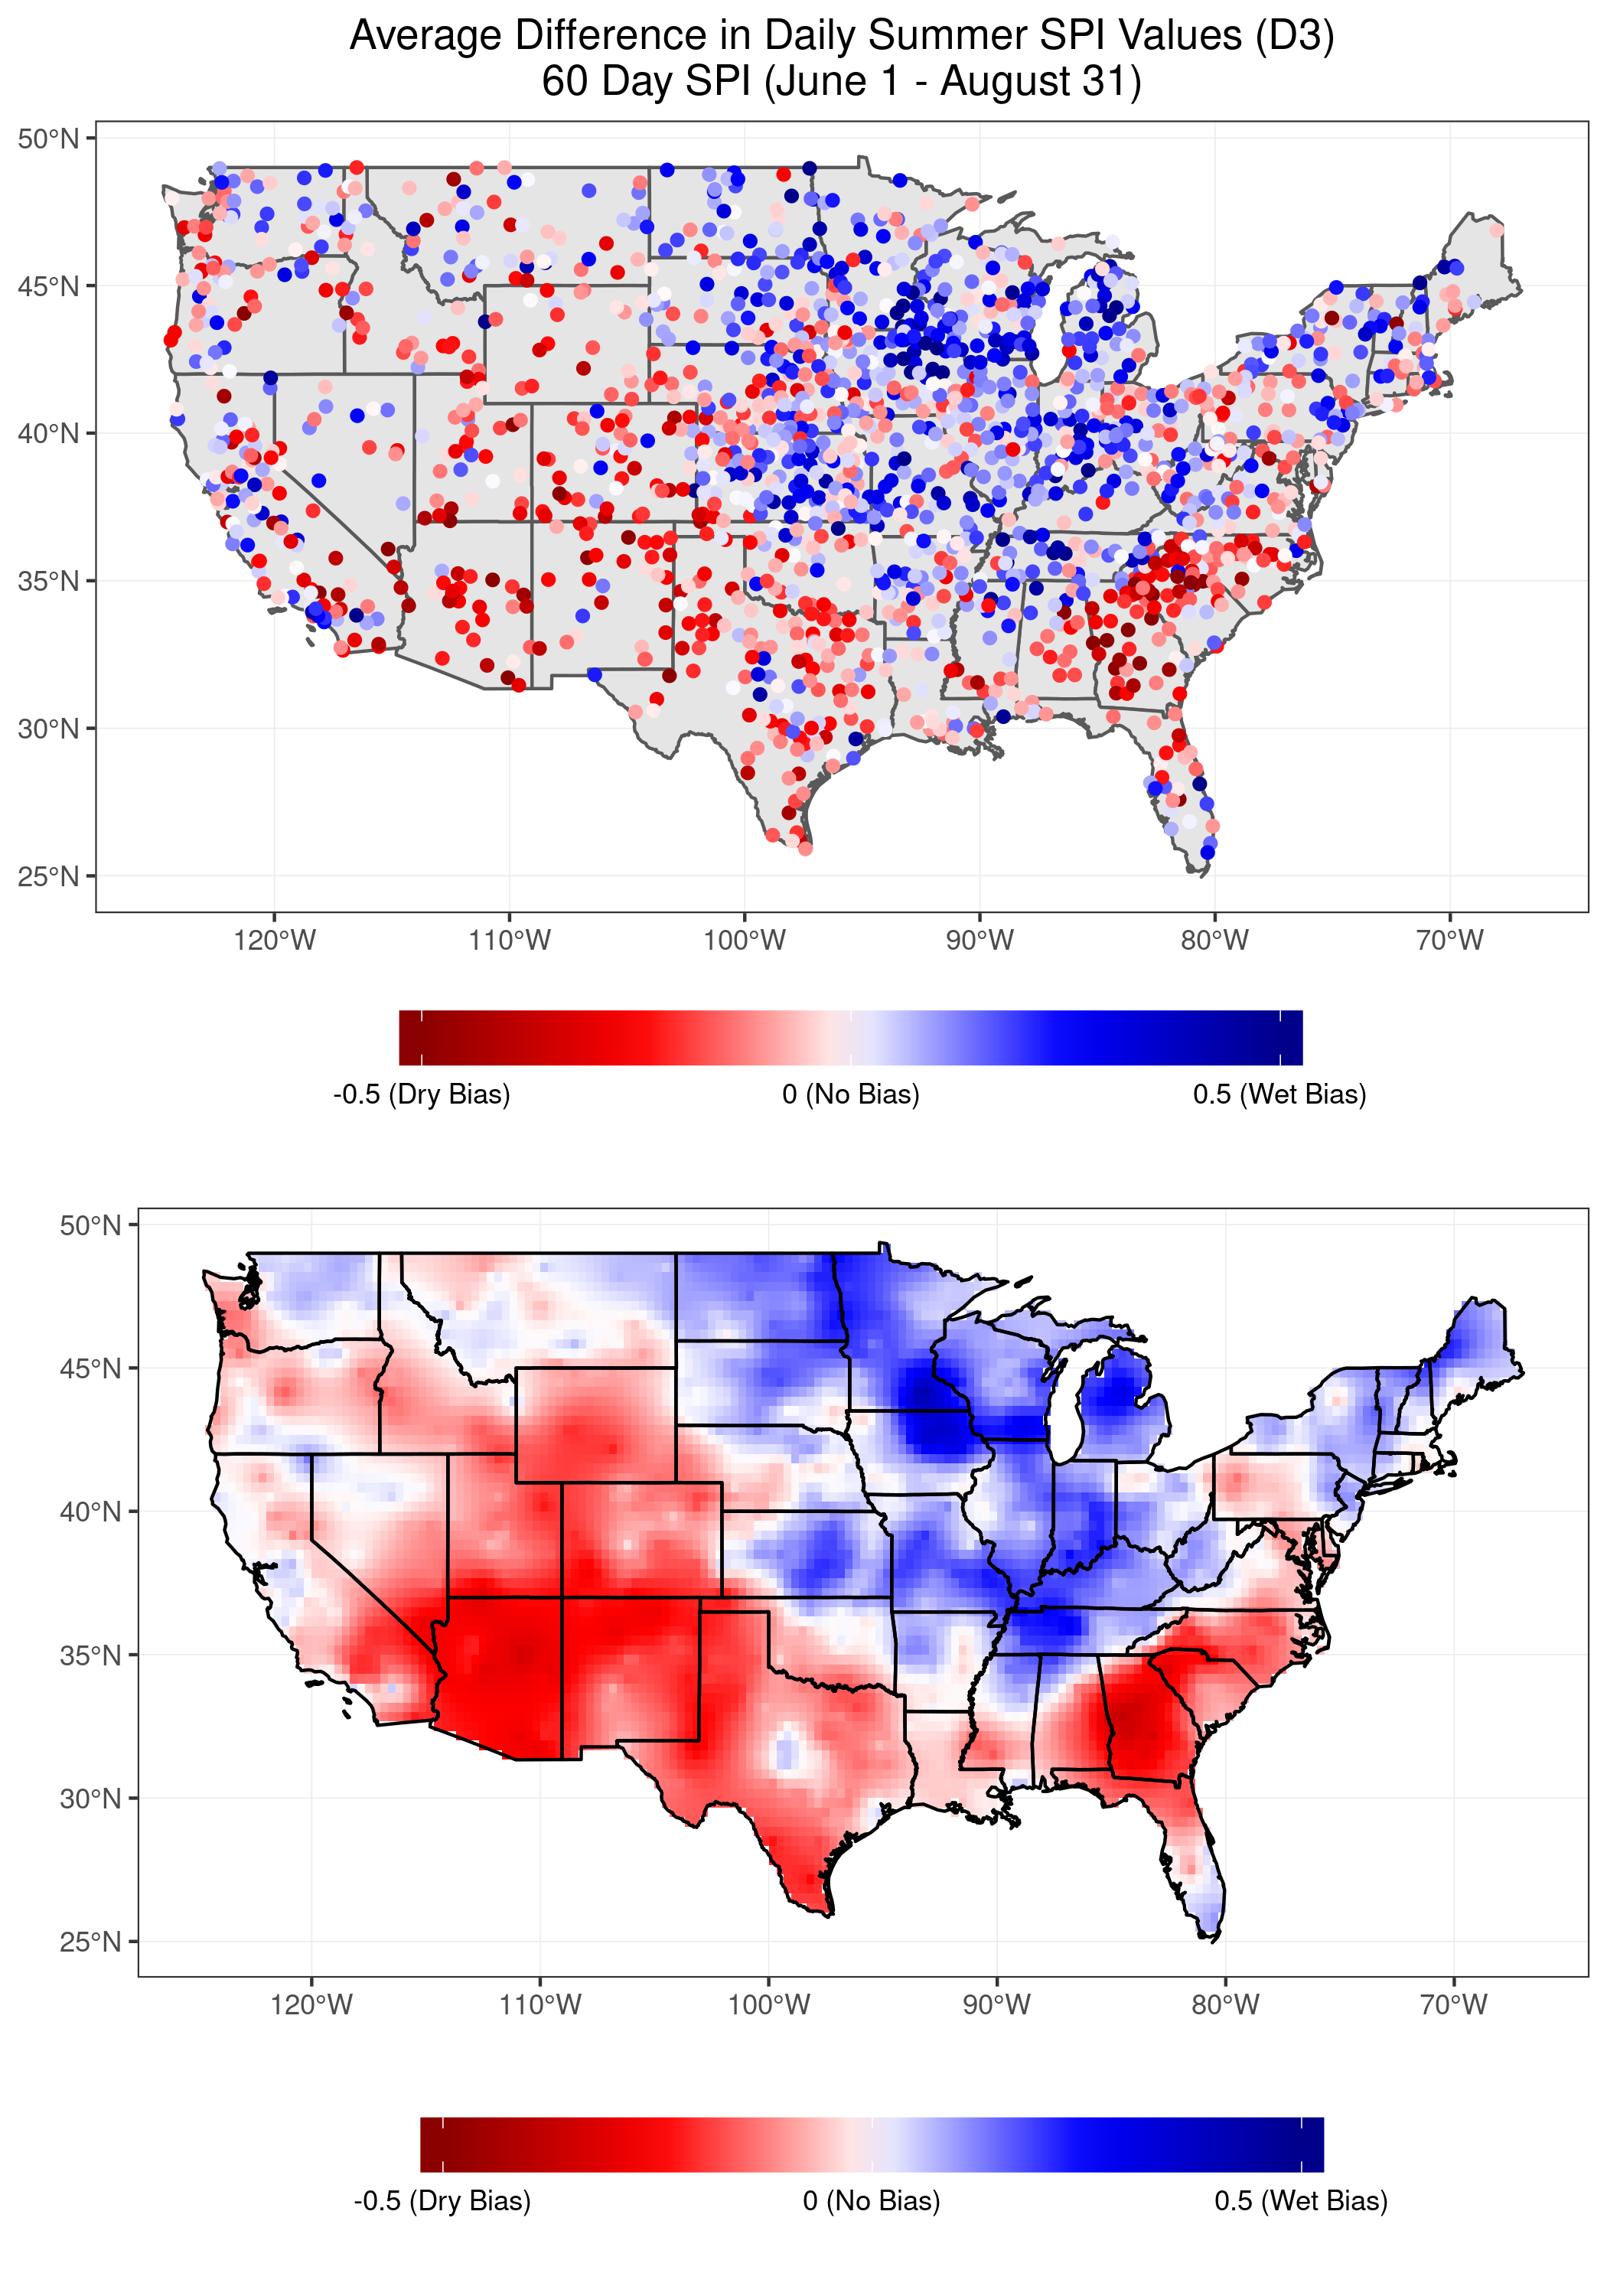 Average Difference in Daily Summer SPI Values (D3)
60 Day SPI (June 1 - August 31)
50°N
45°N
40°N
35°N
30°N
25°N
120°W 110°W 100°W 90°W 80°W 70°W
-0.5 (Dry Bias) 0 (No Bias) 0.5 (Wet Bias)
50°N
45°N
40°N
35°N
30°N
25°N
120°W 110°W 100°W 90°W 80°W 70°W
-0.5 (Dry Bias) 0 (No Bias) 0.5 (Wet Bias)